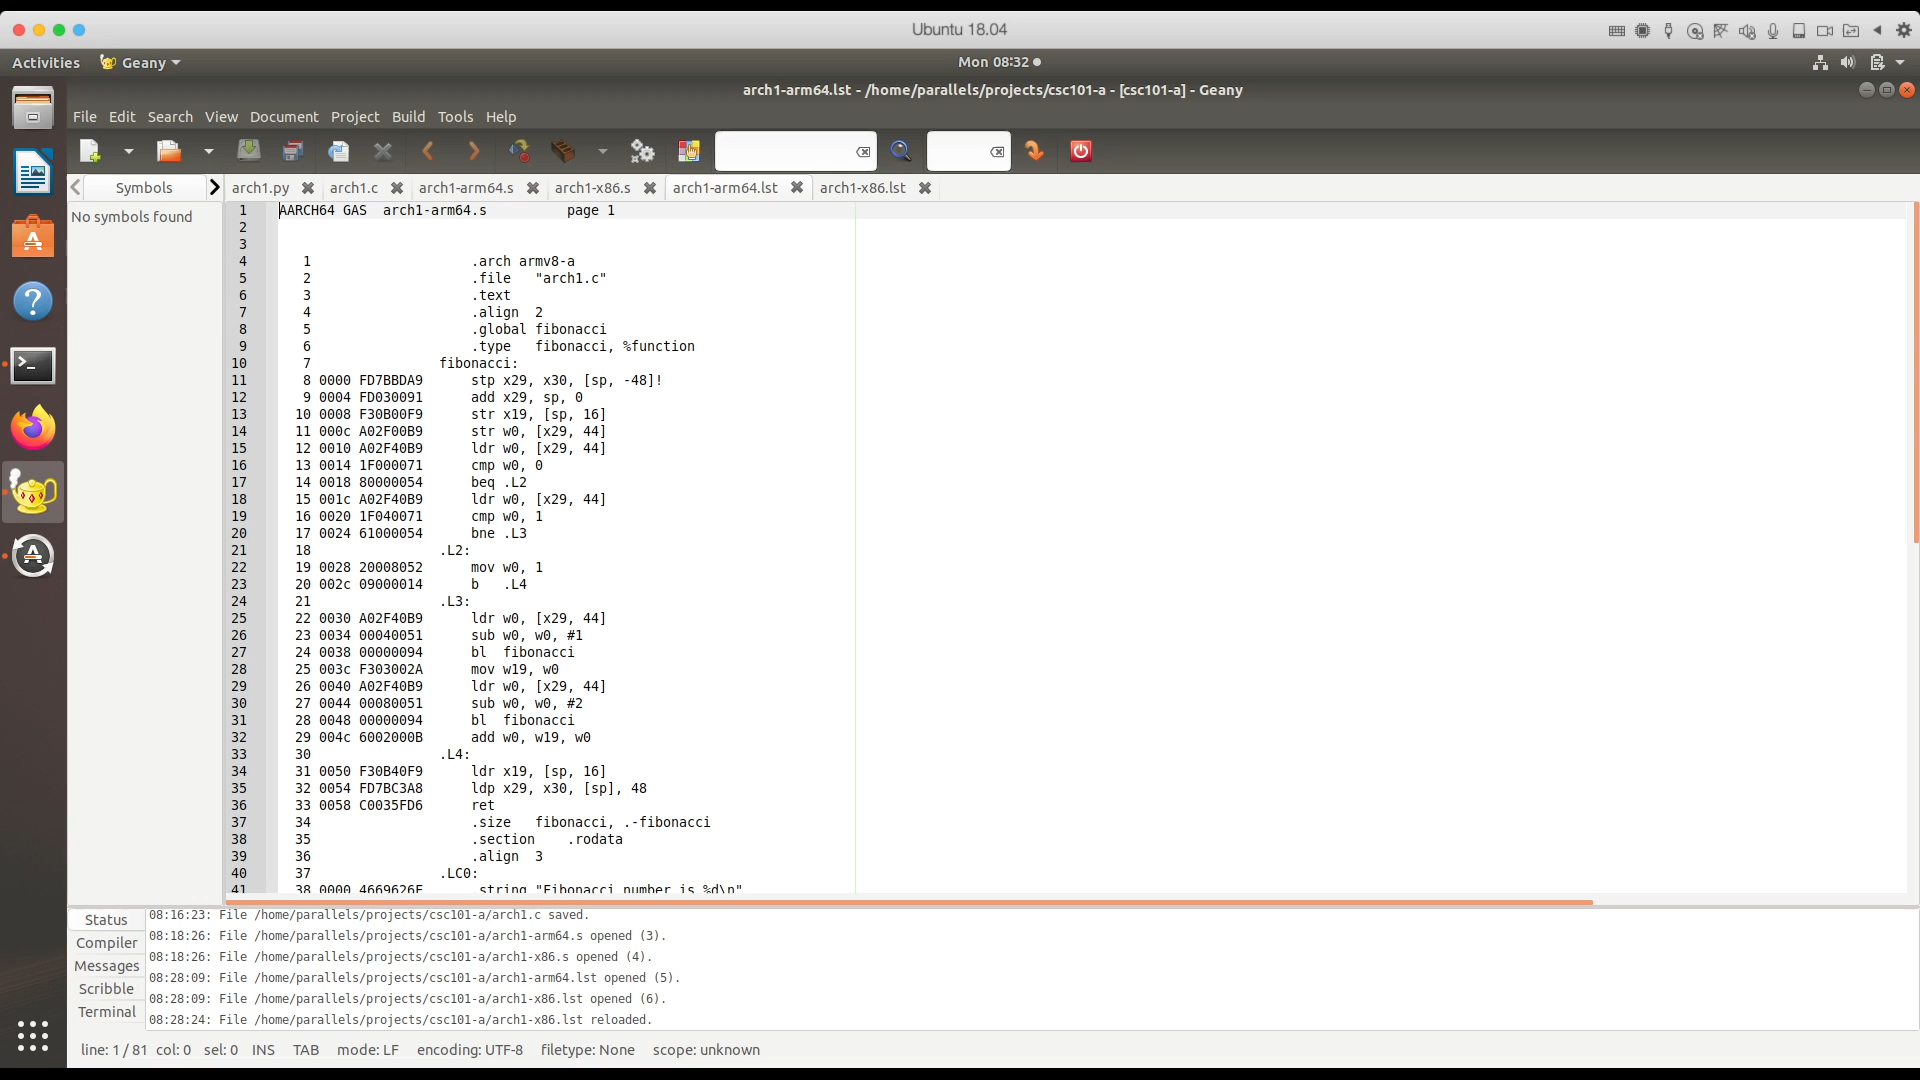 Ubuntu 18.04
Activities Geany Mon 08:32
arch1-arm64.lst - /home/parallels/projects/csc101-a - [csc101-a] - Geany
File Edit Search View Document Project Build Tools Help
Symbols arch1.py arch1.c arch1-arm64.s arch1-x86.s arch1-arm64.lst arch1-x86.lst
No symbols found
1 AARCH64 GAS  arch1-arm64.s          page 1
2
3
4 1                    .arch armv8-a
5 2                    .file   "arch1.c"
6 3                    .text
7 4                    .align  2
8 5                    .global fibonacci
9 6                    .type   fibonacci, %function
10 7                fibonacci:
11 8 0000 FD7BBDA9      stp x29, x30, [sp, -48]!
12 9 0004 FD030091      add x29, sp, 0
13 10 0008 F30B00F9      str x19, [sp, 16]
14 11 000c A02F00B9      str w0, [x29, 44]
15 12 0010 A02F40B9      ldr w0, [x29, 44]
16 13 0014 1F000071      cmp w0, 0
17 14 0018 80000054      beq .L2
18 15 001c A02F40B9      ldr w0, [x29, 44]
19 16 0020 1F040071      cmp w0, 1
20 17 0024 61000054      bne .L3
21 18                .L2:
22 19 0028 20008052      mov w0, 1
23 20 002c 09000014      b   .L4
24 21                .L3:
25 22 0030 A02F40B9      ldr w0, [x29, 44]
26 23 0034 00040051      sub w0, w0, #1
27 24 0038 00000094      bl  fibonacci
28 25 003c F303002A      mov w19, w0
29 26 0040 A02F40B9      ldr w0, [x29, 44]
30 27 0044 00080051      sub w0, w0, #2
31 28 0048 00000094      bl  fibonacci
32 29 004c 6002000B      add w0, w19, w0
33 30                .L4:
34 31 0050 F30B40F9      ldr x19, [sp, 16]
35 32 0054 FD7BC3A8      ldp x29, x30, [sp], 48
36 33 0058 C0035FD6      ret
37 34                    .size   fibonacci, .-fibonacci
38 35                    .section    .rodata
39 36                    .align  3
40 37                .LC0:
41 38 0000 4669626F      .string "Fibonacci number is %d\n"
Status
Compiler
Messages
Scribble
Terminal
08:16:23: File /home/parallels/projects/csc101-a/arch1.c saved.
08:18:26: File /home/parallels/projects/csc101-a/arch1-arm64.s opened (3).
08:18:26: File /home/parallels/projects/csc101-a/arch1-x86.s opened (4).
08:28:09: File /home/parallels/projects/csc101-a/arch1-arm64.lst opened (5).
08:28:09: File /home/parallels/projects/csc101-a/arch1-x86.lst opened (6).
08:28:24: File /home/parallels/projects/csc101-a/arch1-x86.lst reloaded.
line: 1 / 81 col: 0 sel: 0 INS TAB mode: LF encoding: UTF-8 filetype: None scope: unknown